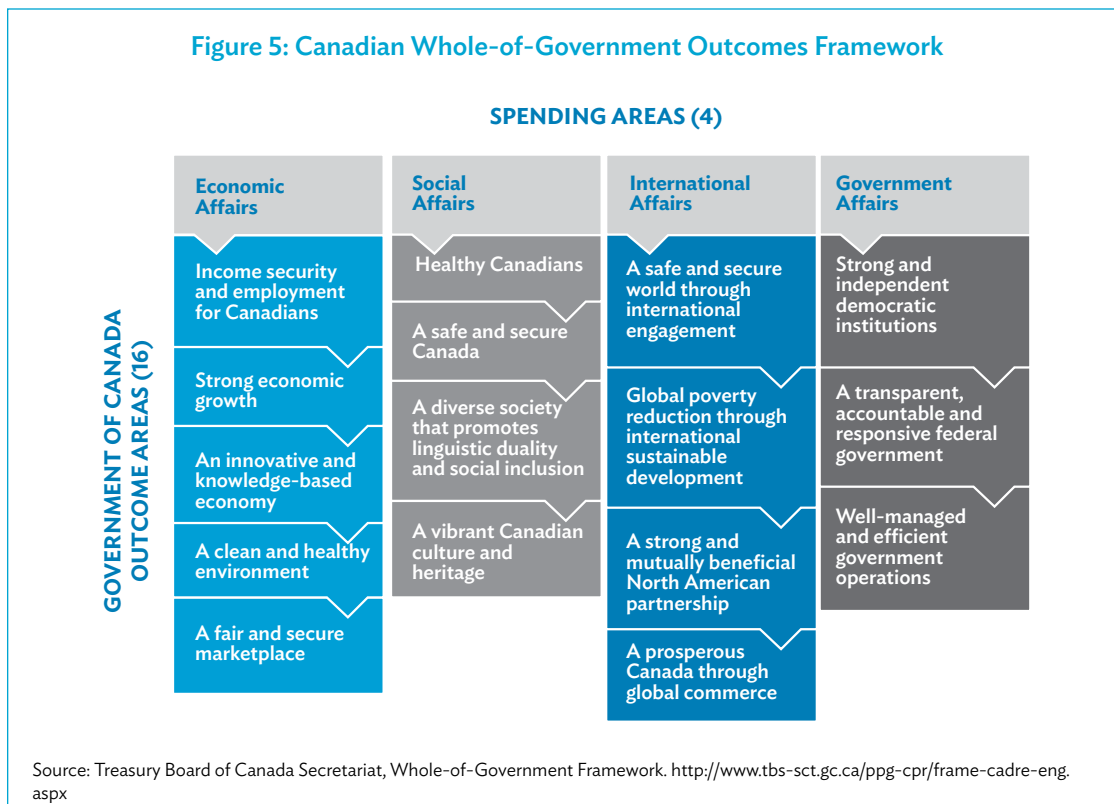 Figure 5: Canadian Whole-of-Government Outcomes Framework
SPENDING AREAS (4)
GOVERNMENT OF CANADA
OUTCOME AREAS (16)
Economic
Affairs
Income security
and employment
for Canadians
Strong economic
growth
An innovative and
knowledge-based
economy
A clean and healthy
environment
A fair and secure
marketplace
Social
Affairs
Healthy Canadians
A safe and secure
Canada
A diverse society
that promotes
linguistic duality
and social inclusion
A vibrant Canadian
culture and
heritage
International
Affairs
A safe and secure
world through
international
engagement
Global poverty
reduction through
international
sustainable
development
A strong and
mutually beneficial
North American
partnership
A prosperous
Canada through
global commerce
Government
Affairs
Strong and
independent
democratic
institutions
A transparent,
accountable and
responsive federal
government
Well-managed
and efficient
government
operations
Source: Treasury Board of Canada Secretariat, Whole-of-Government Framework. http://www.tbs-sct.gc.ca/ppg-cpr/frame-cadre-eng.
aspx